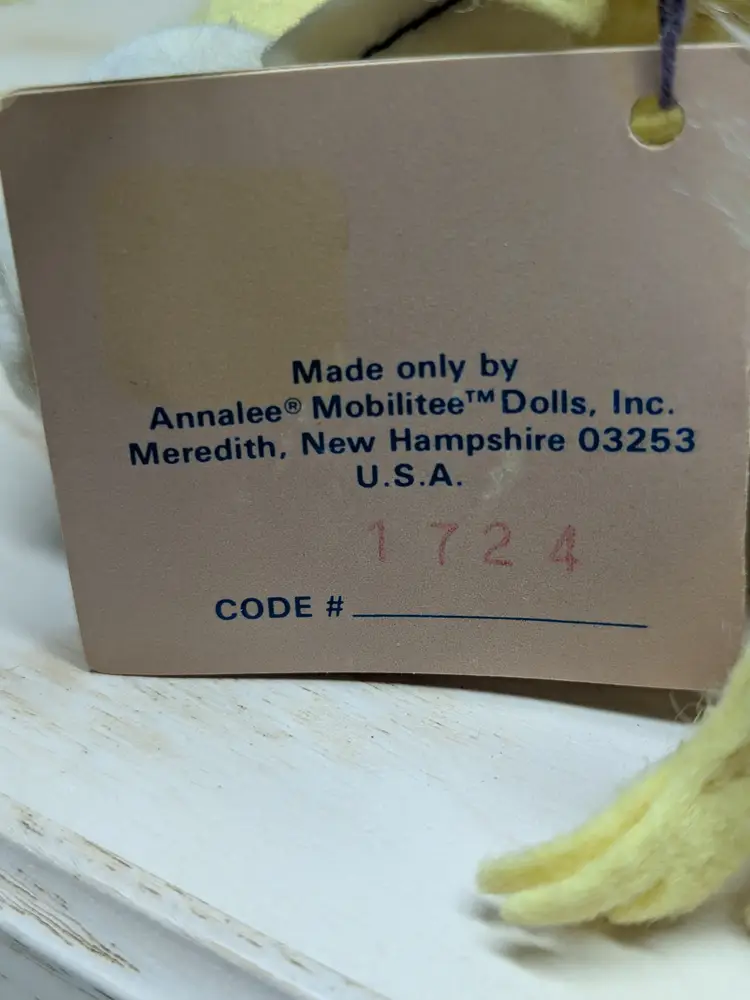 Made only by
Annalee® Mobilitee™ Dolls, Inc.
Meredith, New Hampshire 03253
U.S.A.
1724
CODE #